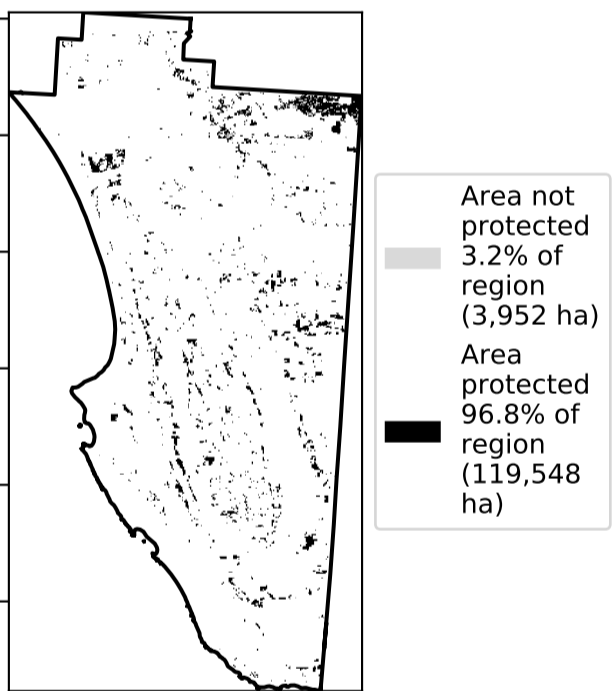 Area not
protected
3.2% of
region
(3,952 ha)
Area
protected
96.8% of
region
(119,548
ha)